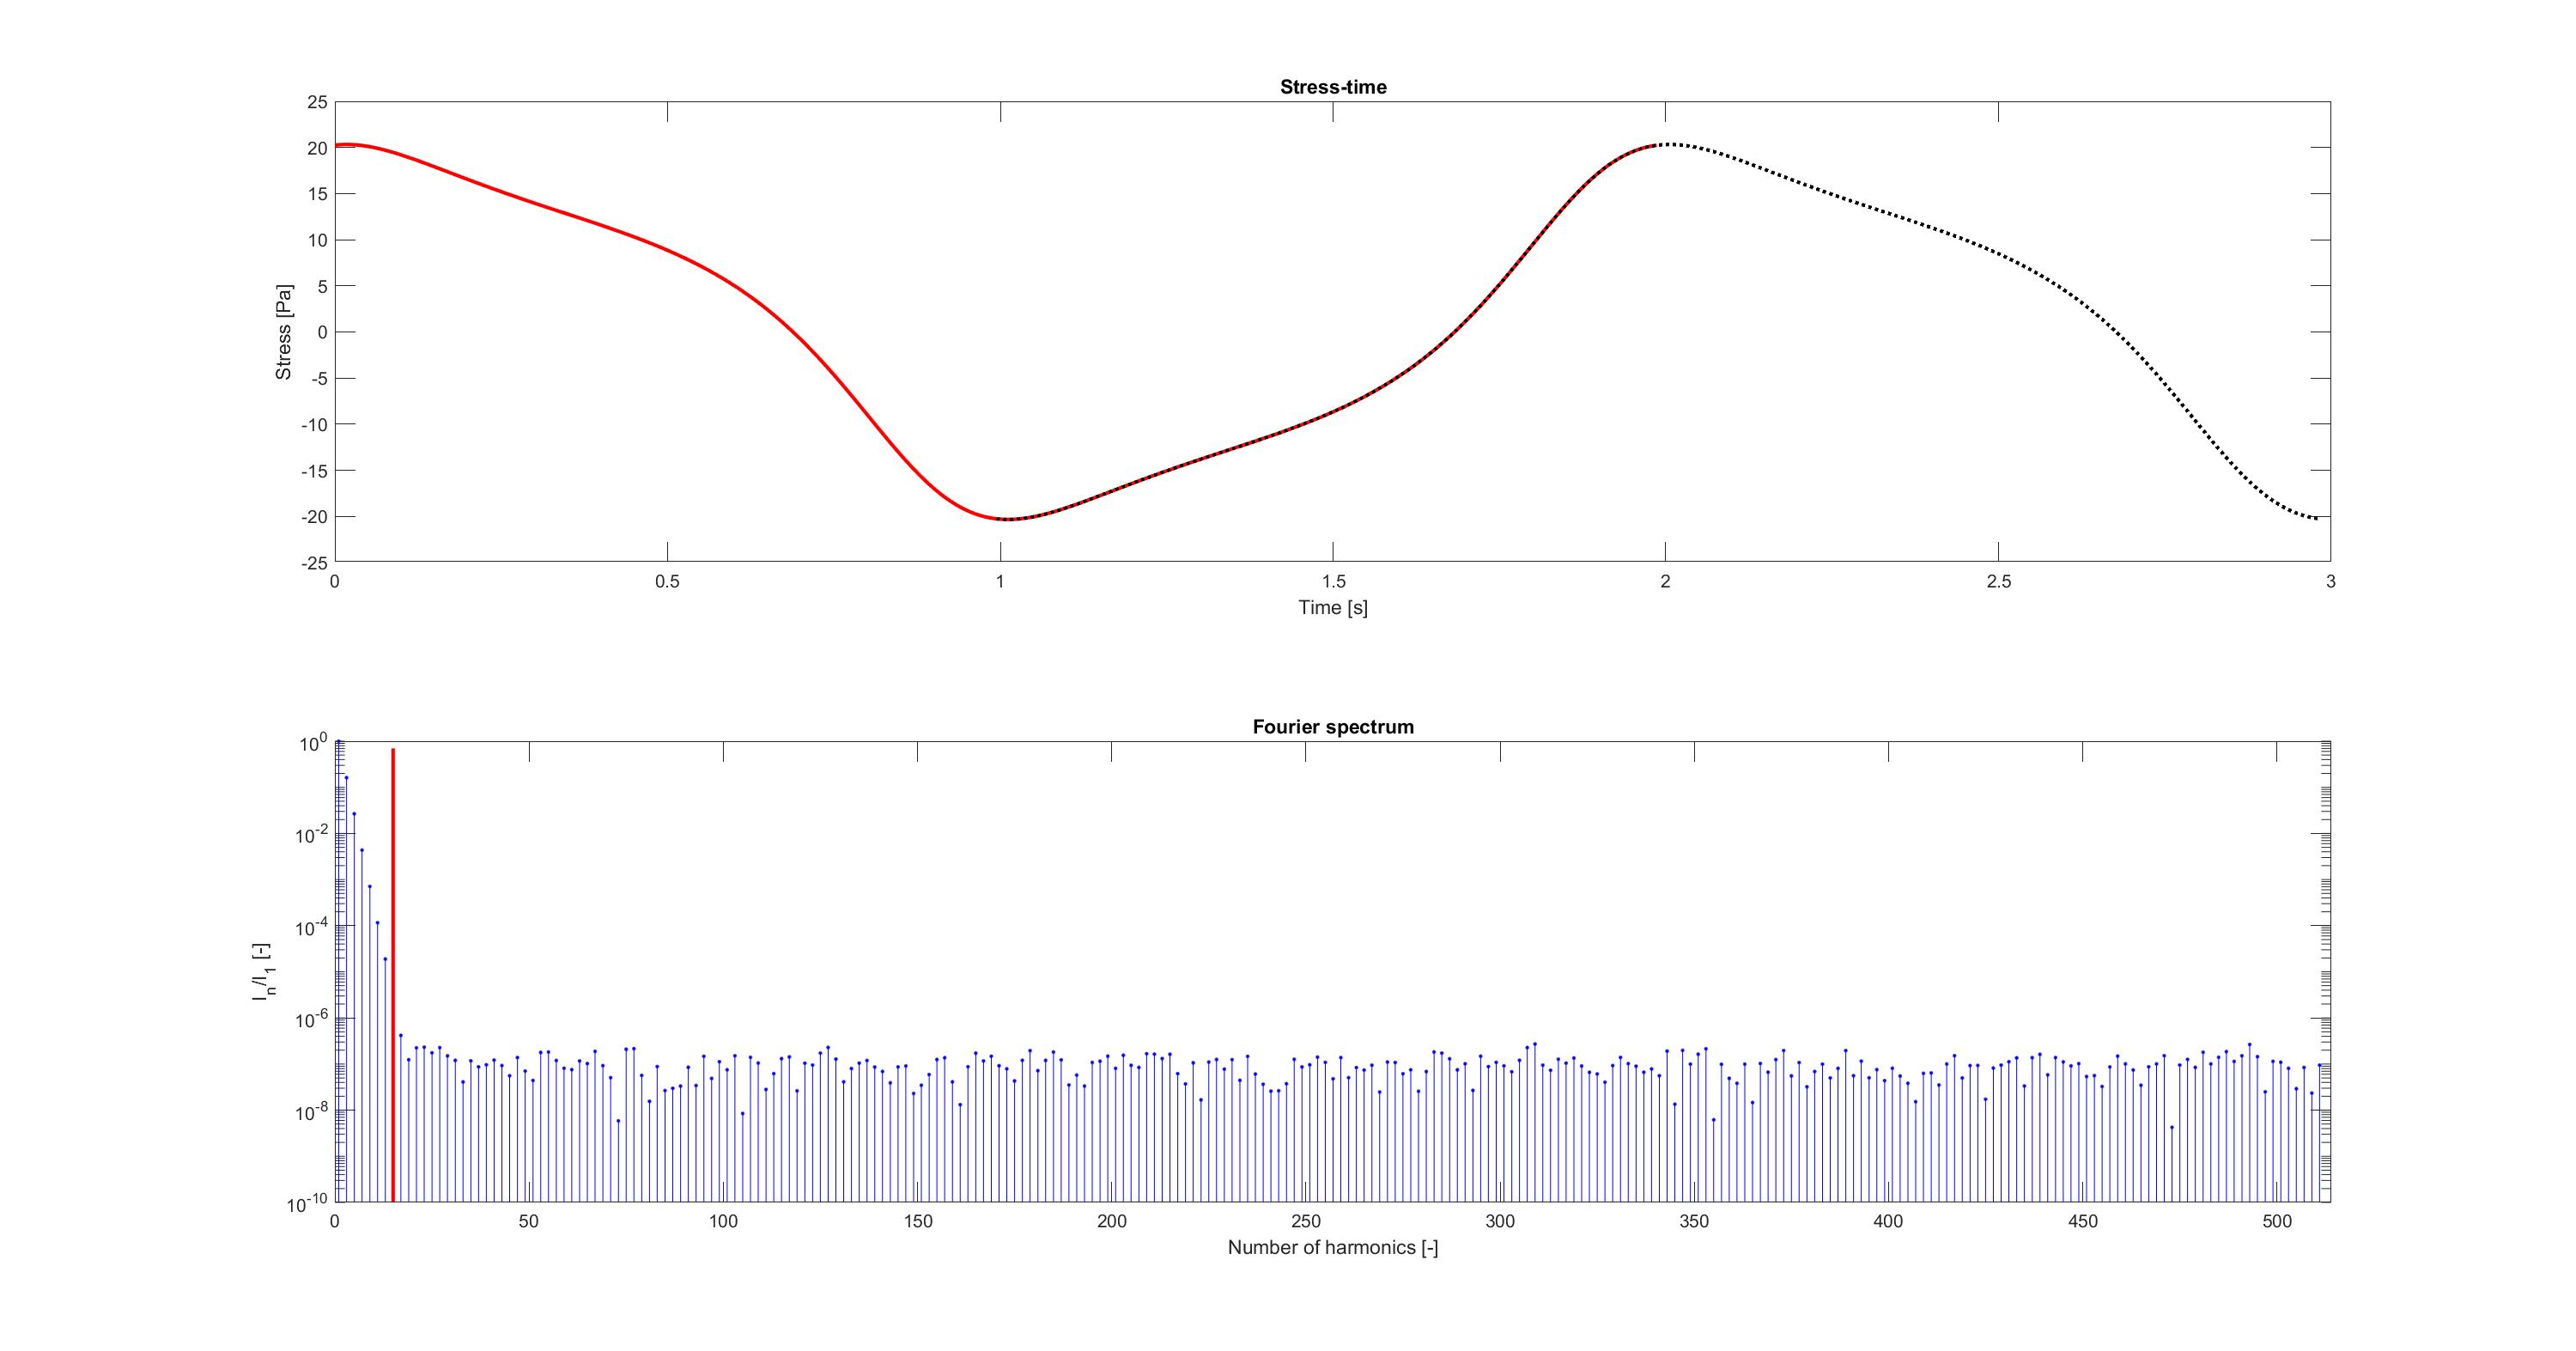 Stress-time
25
20
15
10
5
0
-5
-10
-15
-20
-25
Stress [Pa]
0 0.5 1 1.5 2 2.5 3
Time [s]
Fourier spectrum
10^0
10^-2
10^-4
10^-6
10^-8
10^-10
I_n/I_1 [-]
0 50 100 150 200 250 300 350 400 450 500
Number of harmonics [-]